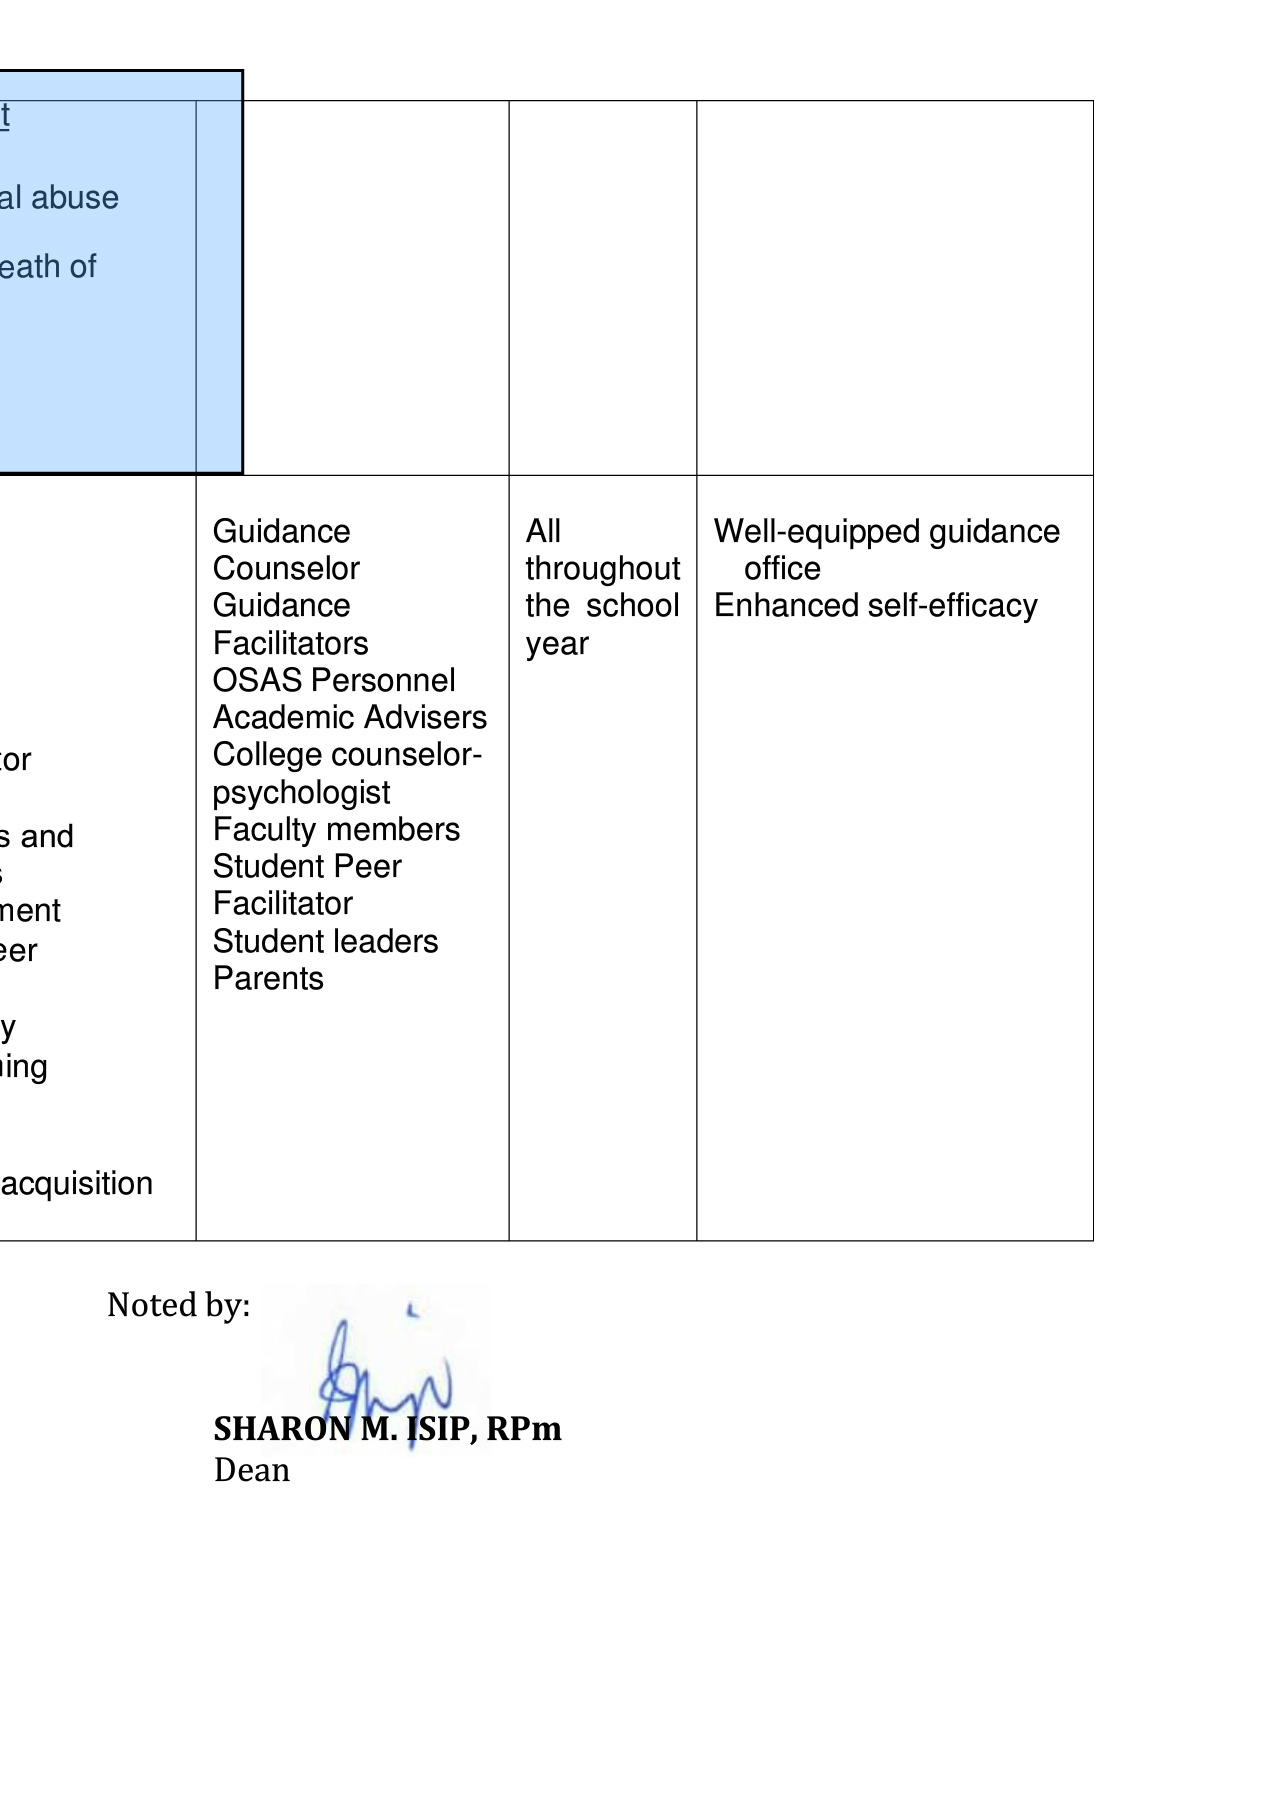 t
al abuse
eath of
tor
s and
s
ment
eer
y
ning
acquisition
Guidance
Counselor
Guidance
Facilitators
OSAS Personnel
Academic Advisers
College counselor-
psychologist
Faculty members
Student Peer
Facilitator
Student leaders
Parents
All
throughout
the school
year
Well-equipped guidance
office
Enhanced self-efficacy
Noted by:
SHARON M. ISIP, RPm
Dean